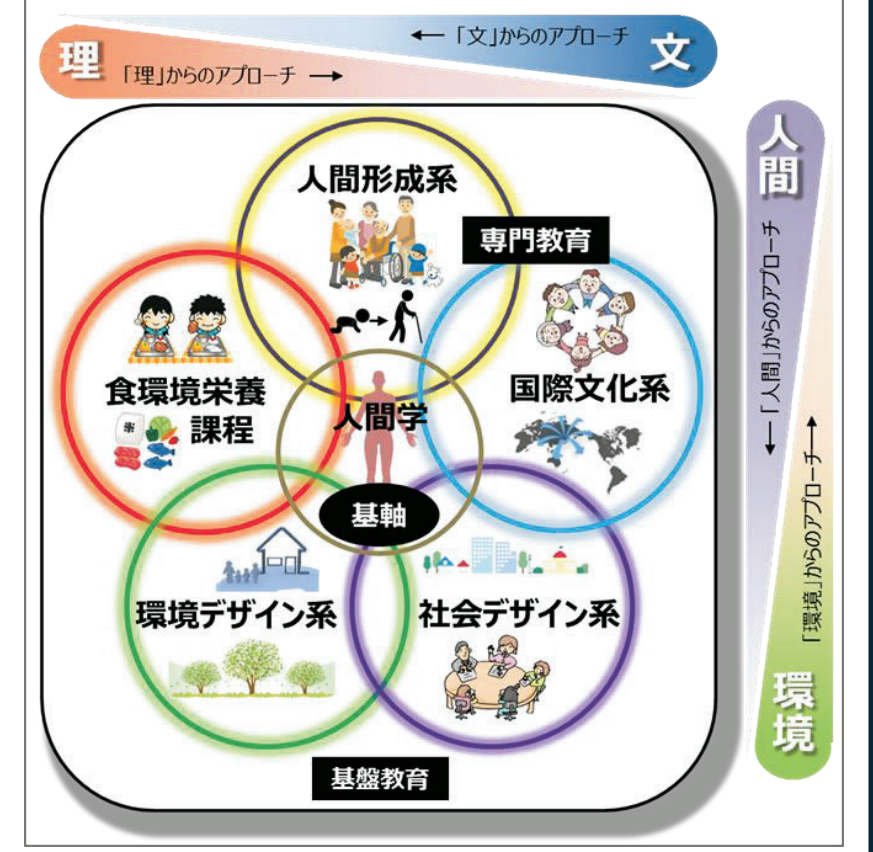 理
「理」からのアプローチ →
← 「文」からのアプローチ
文
人間
← 「人間」からのアプローチ
「環境」からのアプローチ →
環境
人間形成系
専門教育
食環境栄養
課程
米
国際文化系
人間学
基軸
環境デザイン系
社会デザイン系
基盤教育